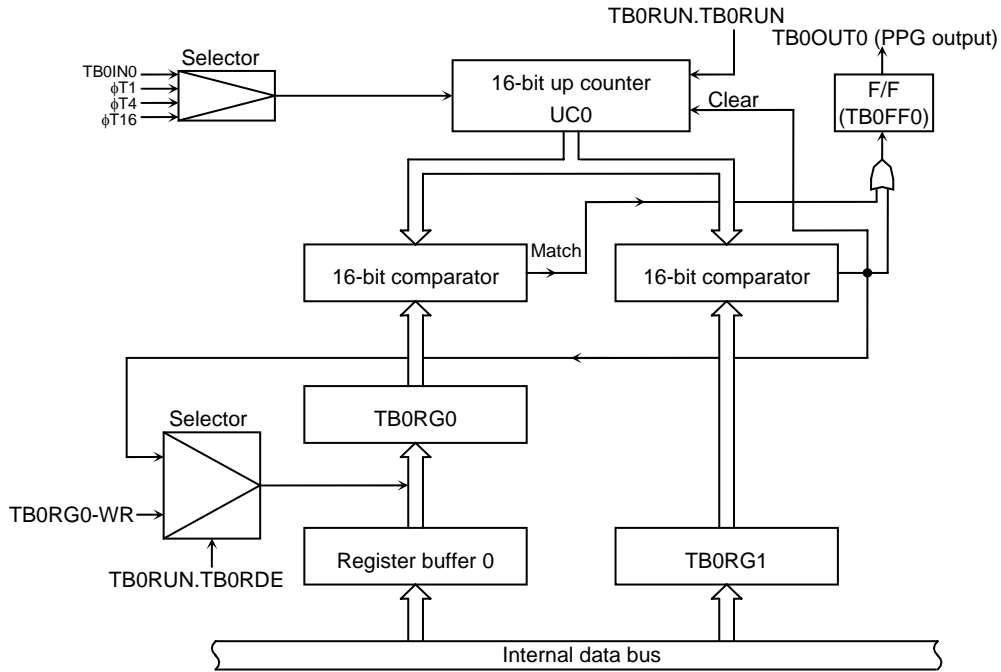 TB0RUN.TB0RUN
TB0OUT0 (PPG output)
Selector
TB0IN0
ϕT1
ϕT4
ϕT16
16-bit up counter
UC0
Clear
F/F
(TB0FF0)
16-bit comparator
Match
16-bit comparator
TB0RG0
Selector
TB0RG0-WR
TB0RUN.TB0RDE
Register buffer 0
TB0RG1
Internal data bus